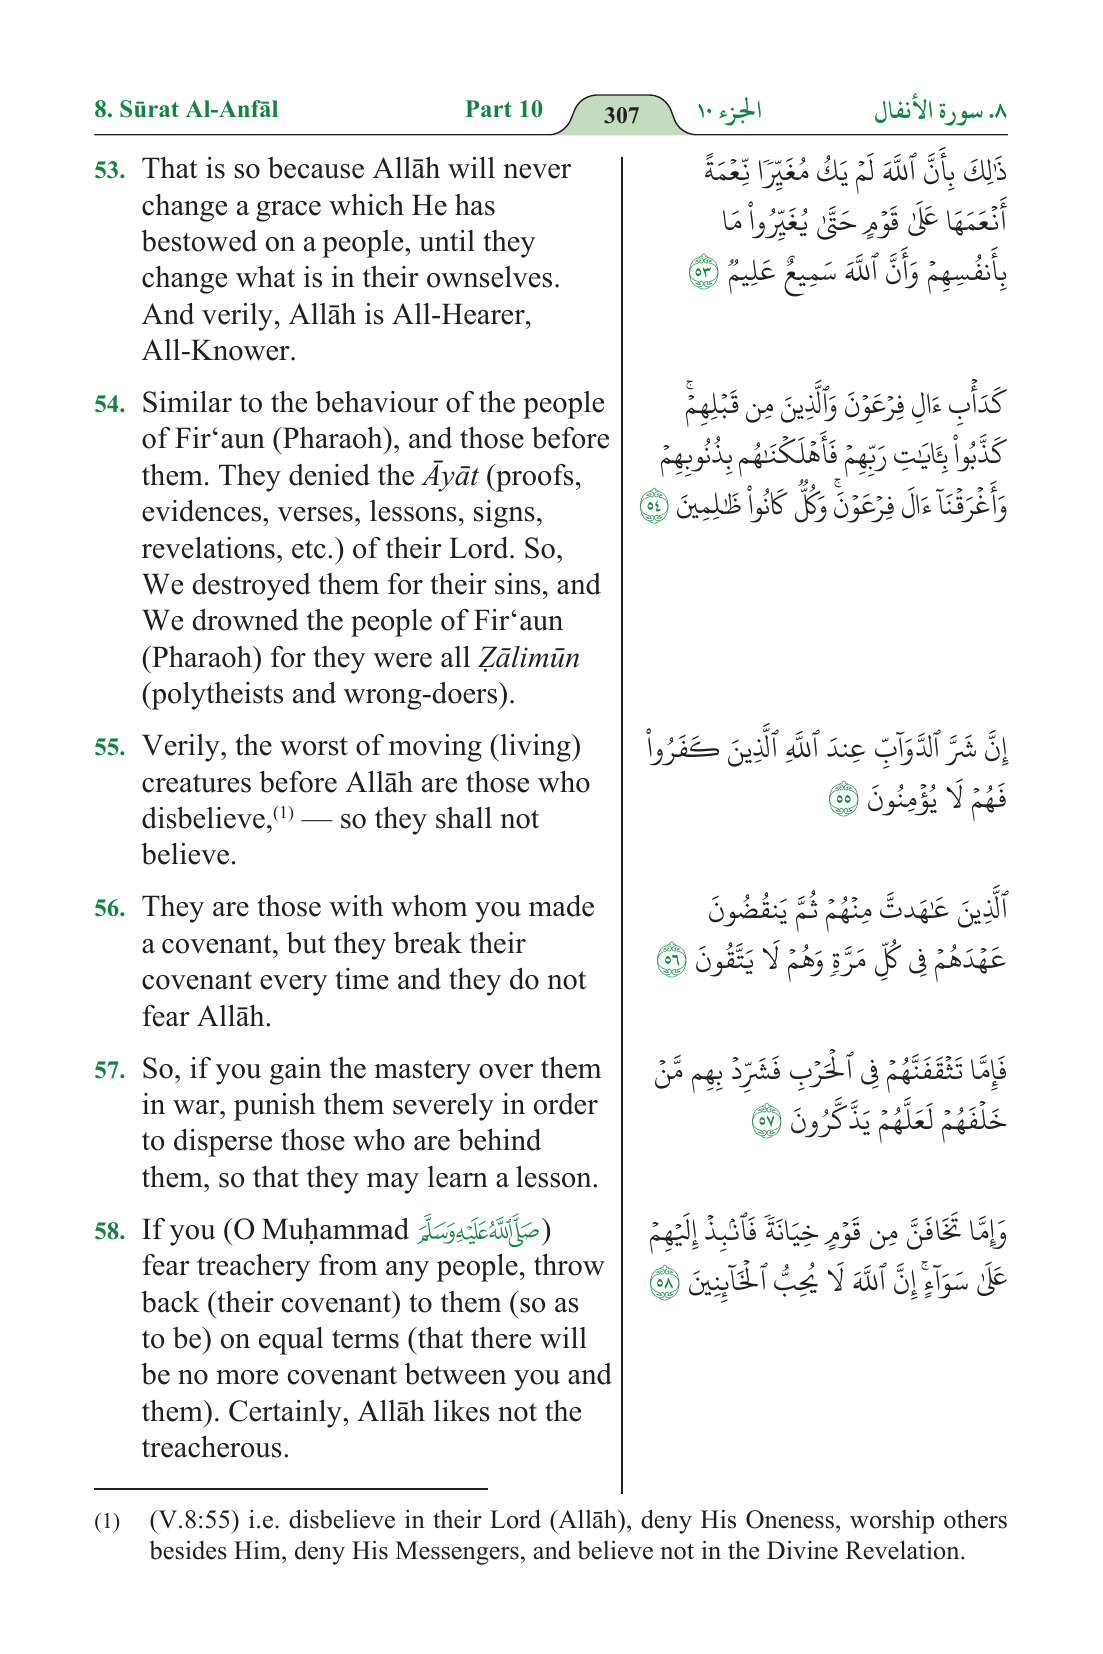 8. Sūrat Al-Anfāl
Part 10
307
الجزء ١٠
٨. سورة الأنفال
53. That is so because Allāh will never
change a grace which He has
bestowed on a people, until they
change what is in their ownselves.
And verily, Allāh is All-Hearer,
All-Knower.
ذَٰلِكَ بِأَنَّ ٱللَّهَ لَمۡ يَكُ مُغَيِّرٗا نِّعۡمَةً
أَنۡعَمَهَا عَلَىٰ قَوۡمٍ حَتَّىٰ يُغَيِّرُواْ مَا
بِأَنفُسِهِمۡ وَأَنَّ ٱللَّهَ سَمِيعٌ عَلِيمٞ ٥٣
54. Similar to the behaviour of the people
of Fir‘aun (Pharaoh), and those before
them. They denied the Āyāt (proofs,
evidences, verses, lessons, signs,
revelations, etc.) of their Lord. So,
We destroyed them for their sins, and
We drowned the people of Fir‘aun
(Pharaoh) for they were all Ẓālimūn
(polytheists and wrong-doers).
كَدَأۡبِ ءَالِ فِرۡعَوۡنَ وَٱلَّذِينَ مِن قَبۡلِهِمۡۚ
كَذَّبُواْ بِـَٔايَٰتِ رَبِّهِمۡ فَأَهۡلَكۡنَٰهُم بِذُنُوبِهِمۡ
وَأَغۡرَقۡنَآ ءَالَ فِرۡعَوۡنَۚ وَكُلّٞ كَانُواْ ظَٰلِمِينَ ٥٤
55. Verily, the worst of moving (living)
creatures before Allāh are those who
disbelieve,(1) — so they shall not
believe.
إِنَّ شَرَّ ٱلدَّوَآبِّ عِندَ ٱللَّهِ ٱلَّذِينَ كَفَرُواْ
فَهُمۡ لَا يُؤۡمِنُونَ ٥٥
56. They are those with whom you made
a covenant, but they break their
covenant every time and they do not
fear Allāh.
ٱلَّذِينَ عَٰهَدتَّ مِنۡهُمۡ ثُمَّ يَنقُضُونَ
عَهۡدَهُمۡ فِي كُلِّ مَرَّةٖ وَهُمۡ لَا يَتَّقُونَ ٥٦
57. So, if you gain the mastery over them
in war, punish them severely in order
to disperse those who are behind
them, so that they may learn a lesson.
فَإِمَّا تَثۡقَفَنَّهُمۡ فِي ٱلۡحَرۡبِ فَشَرِّدۡ بِهِم مَّنۡ
خَلۡفَهُمۡ لَعَلَّهُمۡ يَذَّكَّرُونَ ٥٧
58. If you (O Muḥammad صَلَّى ٱللَّهُ عَلَيْهِ وَسَلَّمَ)
fear treachery from any people, throw
back (their covenant) to them (so as
to be) on equal terms (that there will
be no more covenant between you and
them). Certainly, Allāh likes not the
treacherous.
وَإِمَّا تَخَافَنَّ مِن قَوۡمٍ خِيَانَةٗ فَٱنۢبِذۡ إِلَيۡهِمۡ
عَلَىٰ سَوَآءٍۚ إِنَّ ٱللَّهَ لَا يُحِبُّ ٱلۡخَآئِنِينَ ٥٨
(1) (V.8:55) i.e. disbelieve in their Lord (Allāh), deny His Oneness, worship others
besides Him, deny His Messengers, and believe not in the Divine Revelation.